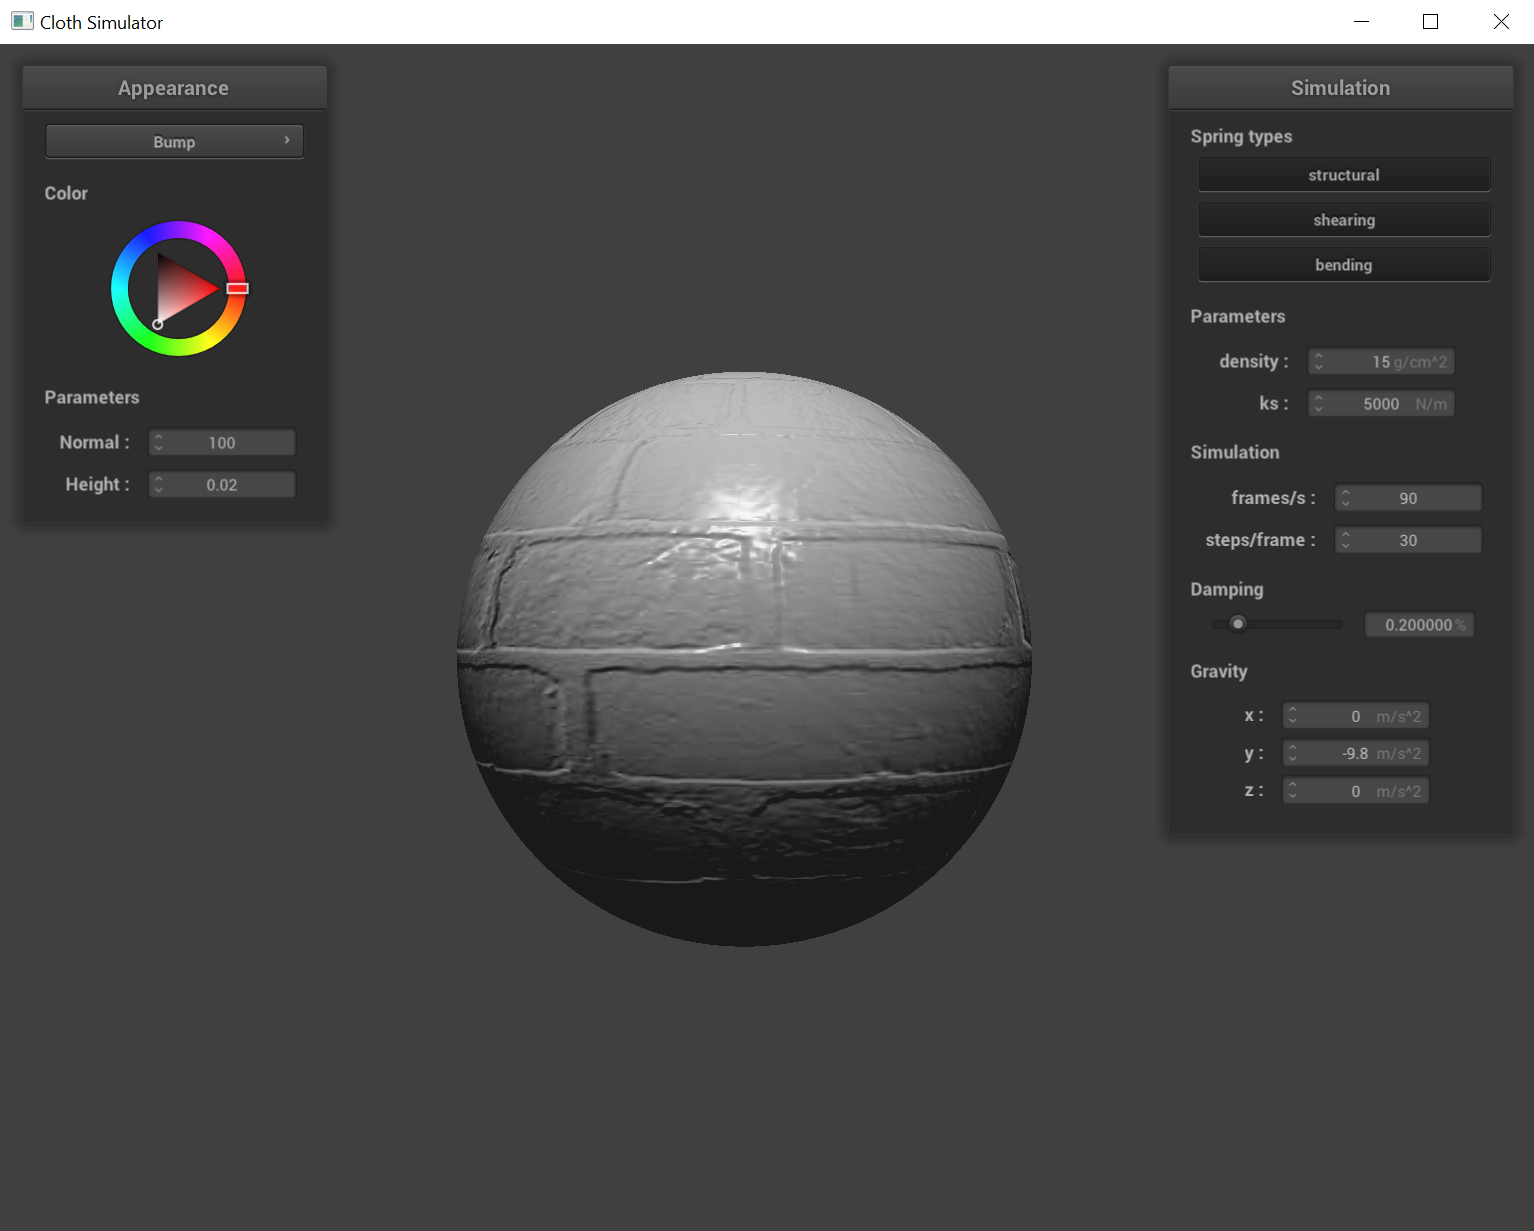 Cloth Simulator
Appearance
Bump
Color
Parameters
Normal : 100
Height : 0.02
Simulation
Spring types
structural
shearing
bending
Parameters
density : 15 g/cm^2
ks : 5000 N/m
Simulation
frames/s : 90
steps/frame : 30
Damping
0.200000 %
Gravity
x : 0 m/s^2
y : -9.8 m/s^2
z : 0 m/s^2